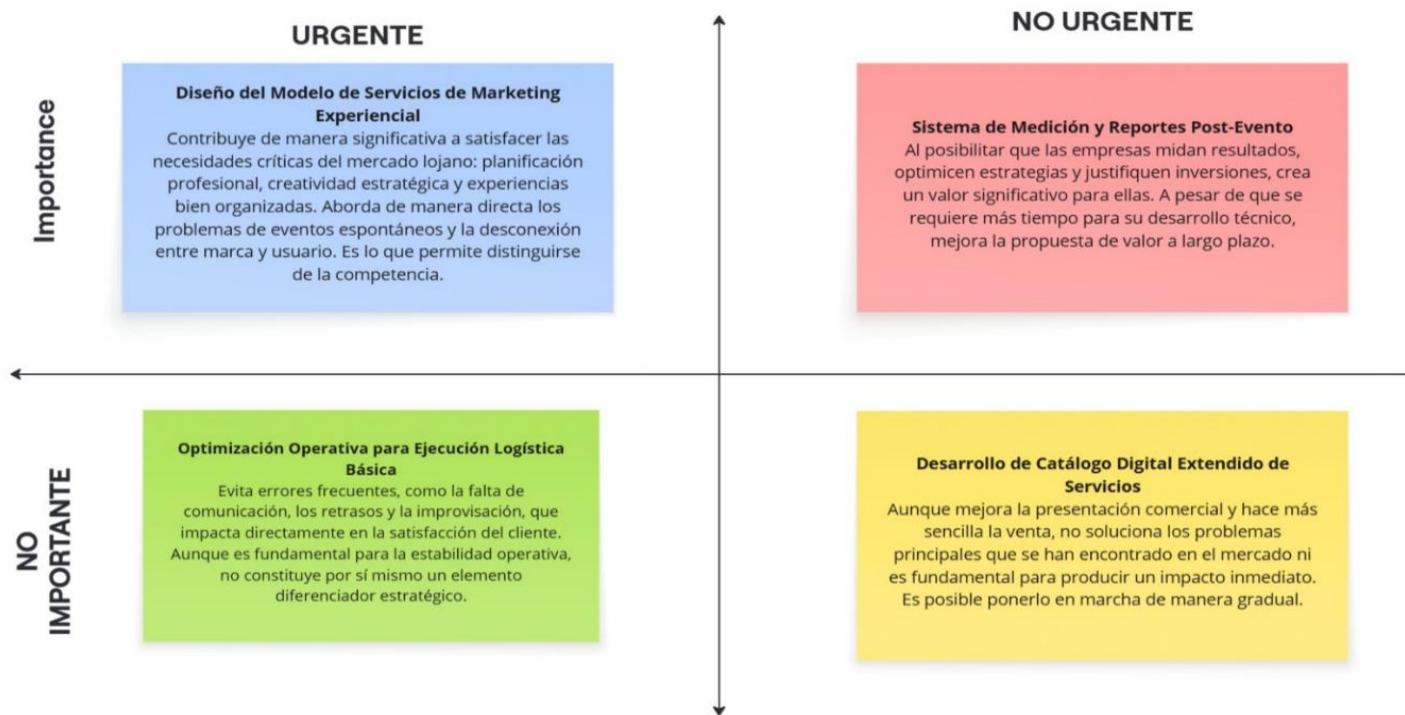 URGENTE
NO URGENTE
Importance
Diseño del Modelo de Servicios de Marketing
Experiencial
Contribuye de manera significativa a satisfacer las
necesidades críticas del mercado lojano: planificación
profesional, creatividad estratégica y experiencias
bien organizadas. Aborda de manera directa los
problemas de eventos espontáneos y la desconexión
entre marca y usuario. Es lo que permite distinguirse
de la competencia.
Sistema de Medición y Reportes Post-Evento
Al posibilitar que las empresas midan resultados,
optimicen estrategias y justifiquen inversiones, crea
un valor significativo para ellas. A pesar de que se
requiere más tiempo para su desarrollo técnico,
mejora la propuesta de valor a largo plazo.
NO
IMPORTANTE
Optimización Operativa para Ejecución Logística
Básica
Evita errores frecuentes, como la falta de
comunicación, los retrasos y la improvisación, que
impacta directamente en la satisfacción del cliente.
Aunque es fundamental para la estabilidad operativa,
no constituye por sí mismo un elemento
diferenciador estratégico.
Desarrollo de Catálogo Digital Extendido de
Servicios
Aunque mejora la presentación comercial y hace más
sencilla la venta, no soluciona los problemas
principales que se han encontrado en el mercado ni
es fundamental para producir un impacto inmediato.
Es posible ponerlo en marcha de manera gradual.